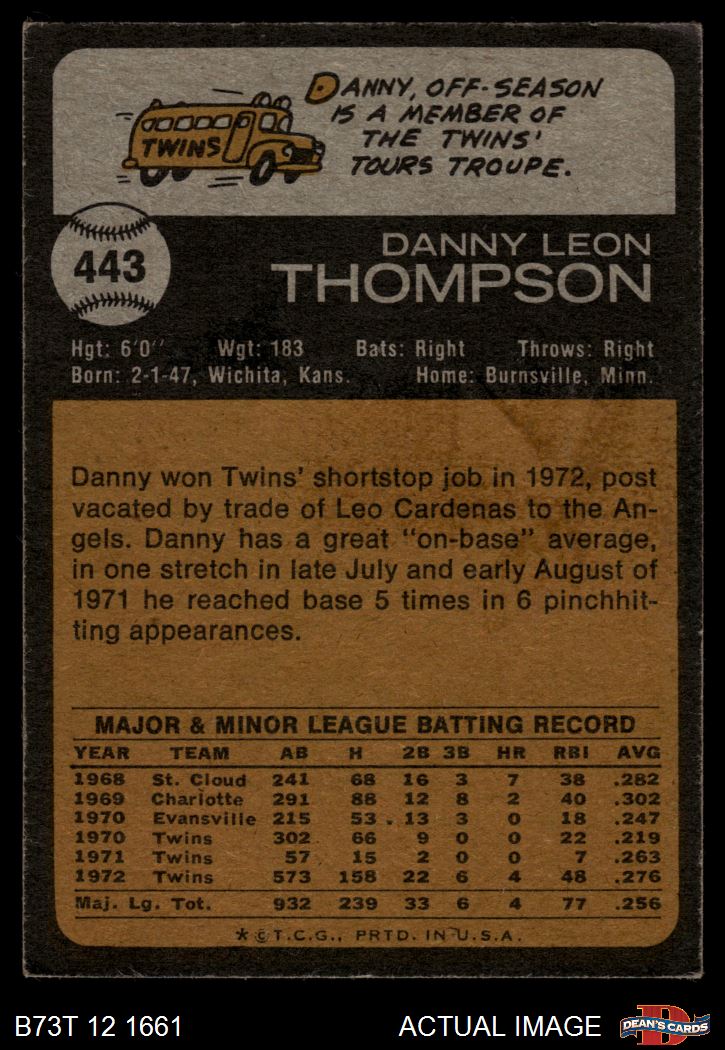 DANNY, OFF-SEASON
IS A MEMBER OF
THE TWINS'
TOURS TROUPE.
TWINS
443
DANNY LEON
THOMPSON
Hgt: 6'0" Wgt: 183 Bats: Right Throws: Right
Born: 2-1-47, Wichita, Kans. Home: Burnsville, Minn.
Danny won Twins' shortstop job in 1972, post
vacated by trade of Leo Cardenas to the An-
gels. Danny has a great "on-base" average,
in one stretch in late July and early August of
1971 he reached base 5 times in 6 pinchhit-
ting appearances.
MAJOR & MINOR LEAGUE BATTING RECORD
YEAR TEAM AB H 2B 3B HR RBI AVG
1968 St. Cloud 241 68 16 3 7 38 .282
1969 Charlotte 291 88 12 8 2 40 .302
1970 Evansville 215 53 13 3 0 18 .247
1970 Twins 302 66 9 0 0 22 .219
1971 Twins 57 15 2 0 0 7 .263
1972 Twins 573 158 22 6 4 48 .276
Maj. Lg. Tot. 932 239 33 6 4 77 .256
* © T.C.G., PRTD. IN U.S.A.
B73T 12 1661 ACTUAL IMAGE
D
DEAN'S CARDS